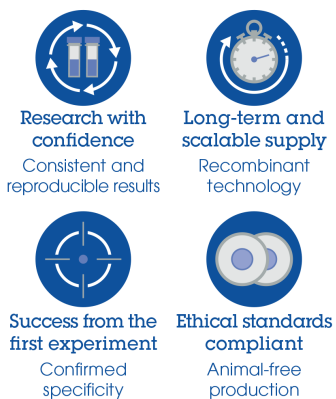 Research with
confidence
Consistent and
reproducible results
Long-term and
scalable supply
Recombinant
technology
Success from the
first experiment
Confirmed
specificity
Ethical standards
compliant
Animal-free
production